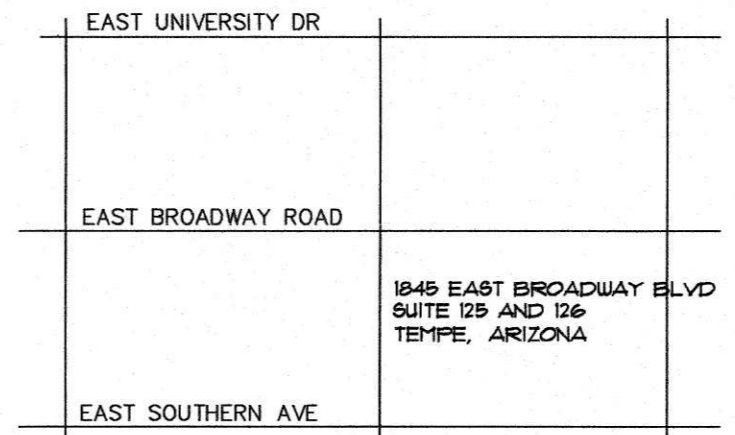 EAST UNIVERSITY DR
EAST BROADWAY ROAD
1845 EAST BROADWAY BLVD
SUITE 125 AND 126
TEMPE, ARIZONA
EAST SOUTHERN AVE